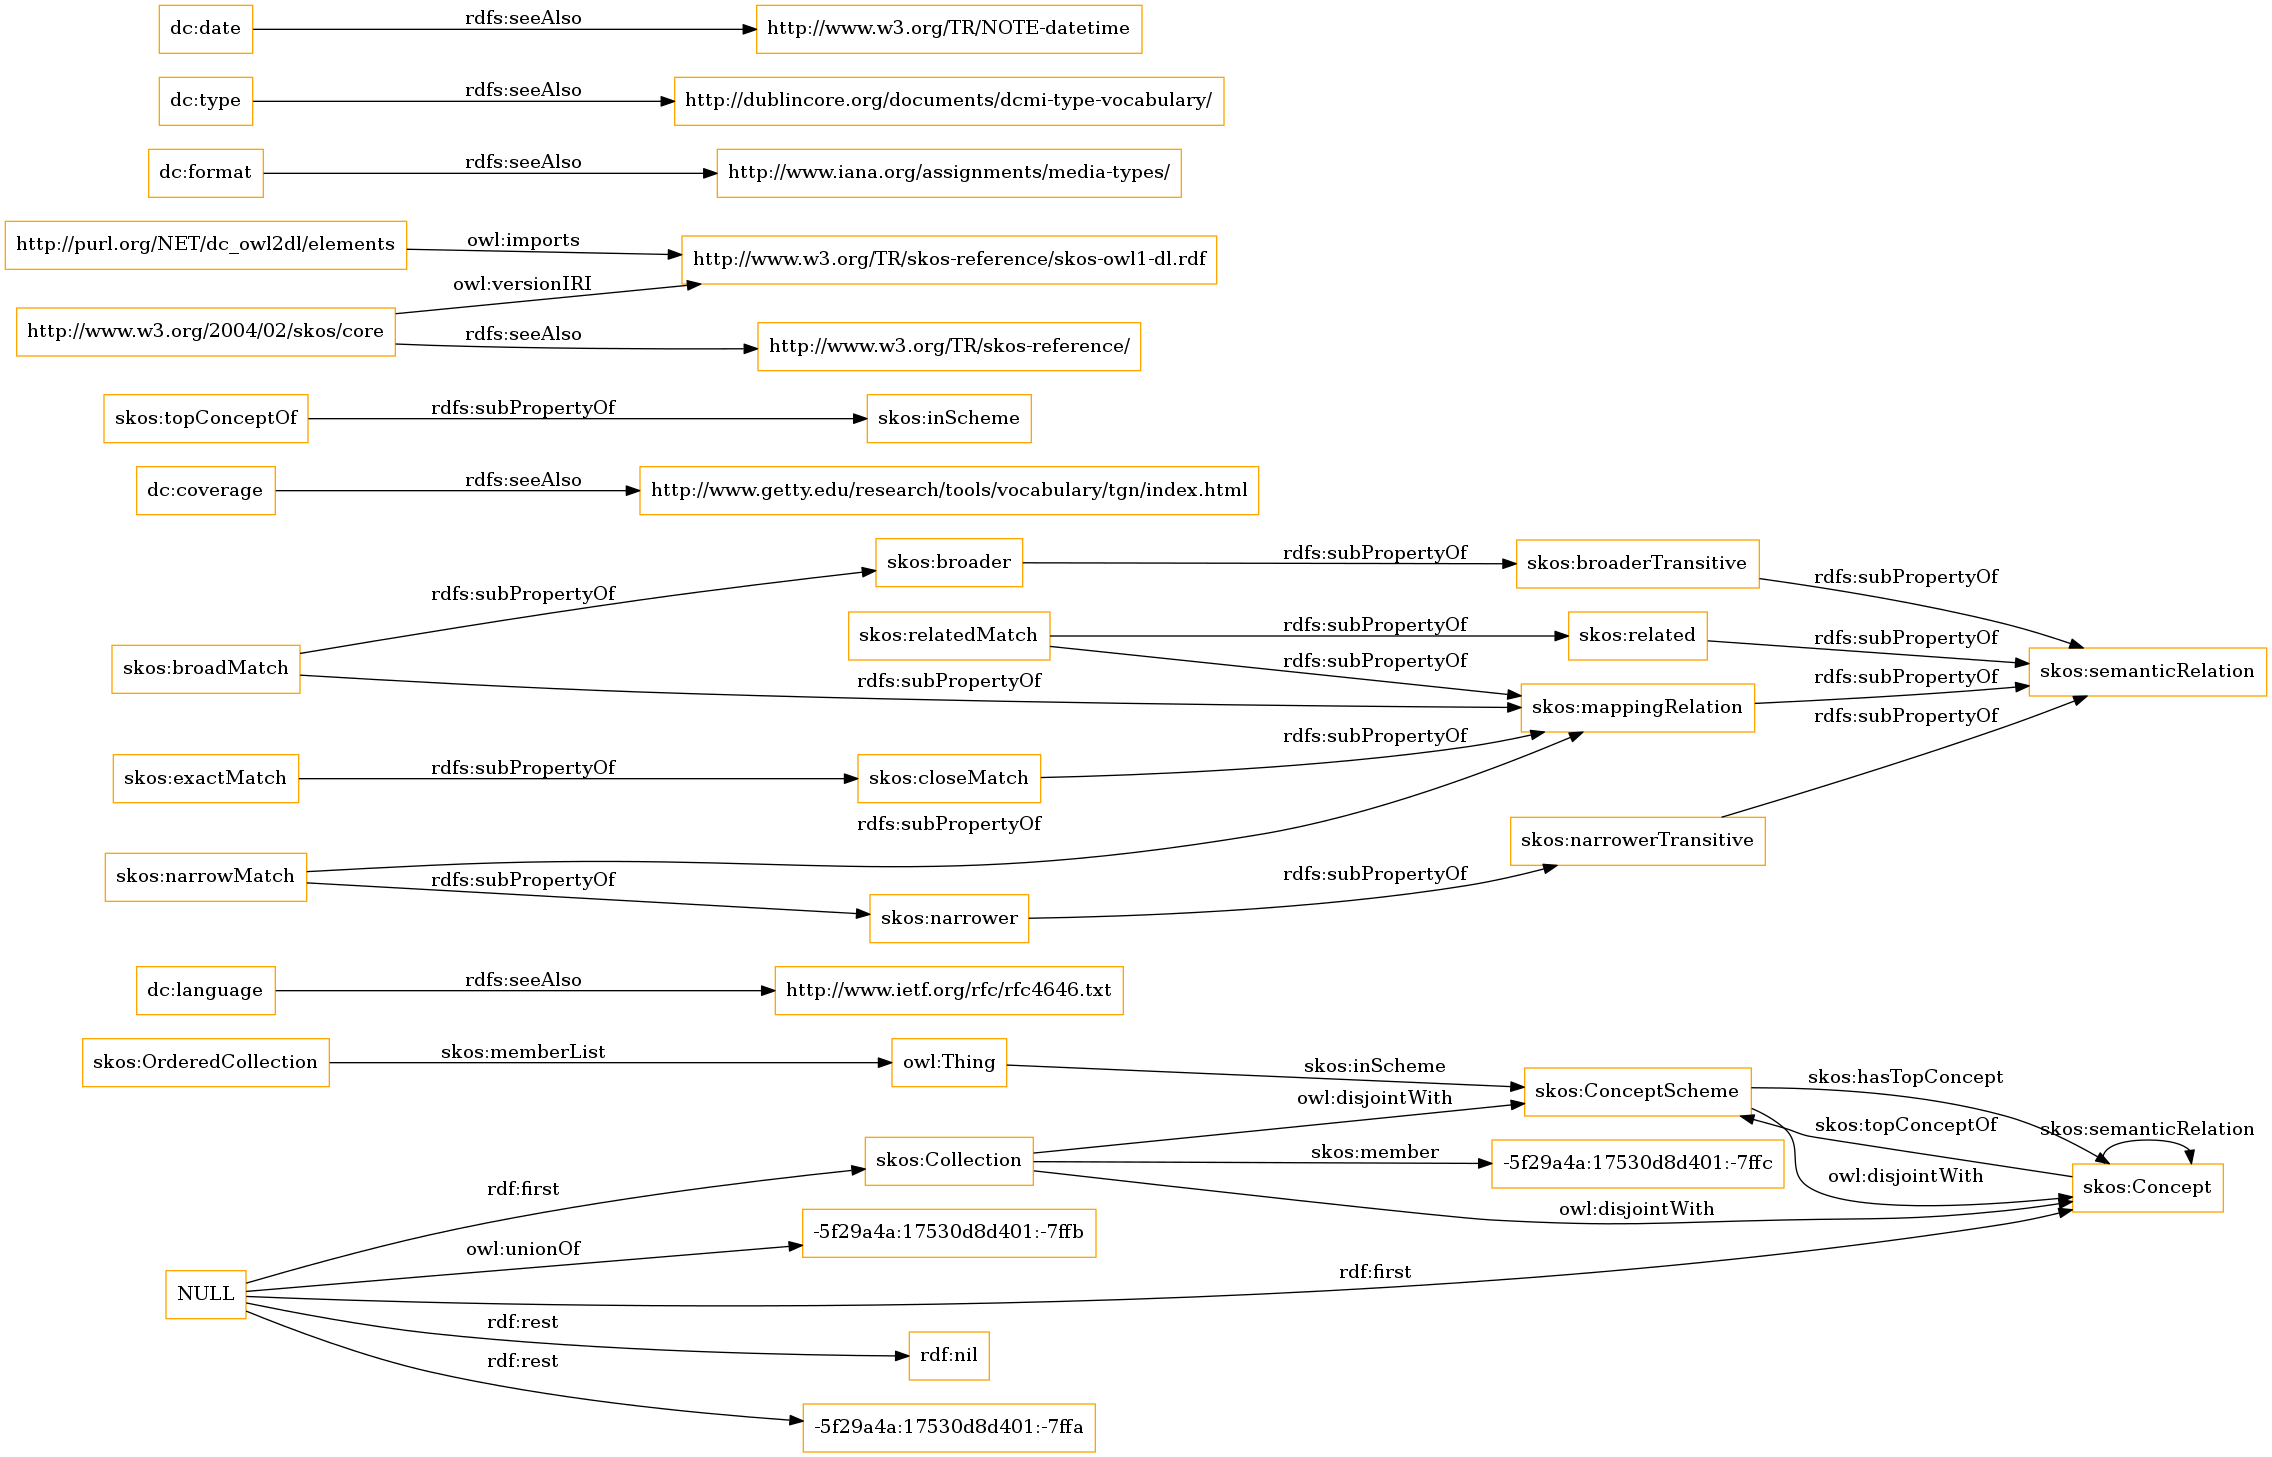 dc:date
rdfs:seeAlso
http://www.w3.org/TR/NOTE-datetime
dc:type
rdfs:seeAlso
http://dublincore.org/documents/dcmi-type-vocabulary/
dc:format
rdfs:seeAlso
http://www.iana.org/assignments/media-types/
http://purl.org/NET/dc_owl2dl/elements
owl:imports
http://www.w3.org/TR/skos-reference/skos-owl1-dl.rdf
owl:versionIRI
http://www.w3.org/2004/02/skos/core
rdfs:seeAlso
http://www.w3.org/TR/skos-reference/
skos:topConceptOf
rdfs:subPropertyOf
skos:inScheme
dc:coverage
rdfs:seeAlso
http://www.getty.edu/research/tools/vocabulary/tgn/index.html
skos:broader
rdfs:subPropertyOf
skos:broaderTransitive
rdfs:subPropertyOf
rdfs:subPropertyOf
skos:relatedMatch
rdfs:subPropertyOf
skos:related
rdfs:subPropertyOf
skos:broadMatch
rdfs:subPropertyOf
rdfs:subPropertyOf
skos:semanticRelation
rdfs:subPropertyOf
skos:mappingRelation
rdfs:subPropertyOf
rdfs:subPropertyOf
skos:exactMatch
rdfs:subPropertyOf
skos:closeMatch
rdfs:subPropertyOf
skos:narrowerTransitive
skos:narrowMatch
rdfs:subPropertyOf
rdfs:subPropertyOf
skos:narrower
dc:language
rdfs:seeAlso
http://www.ietf.org/rfc/rfc4646.txt
skos:OrderedCollection
skos:memberList
owl:Thing
skos:inScheme
skos:ConceptScheme
skos:hasTopConcept
owl:disjointWith
skos:topConceptOf
skos:semanticRelation
skos:Collection
skos:member
-5f29a4a:17530d8d401:-7ffc
owl:disjointWith
skos:Concept
rdf:first
owl:disjointWith
-5f29a4a:17530d8d401:-7ffb
owl:unionOf
rdf:first
NULL
rdf:rest
rdf:nil
rdf:rest
-5f29a4a:17530d8d401:-7ffa